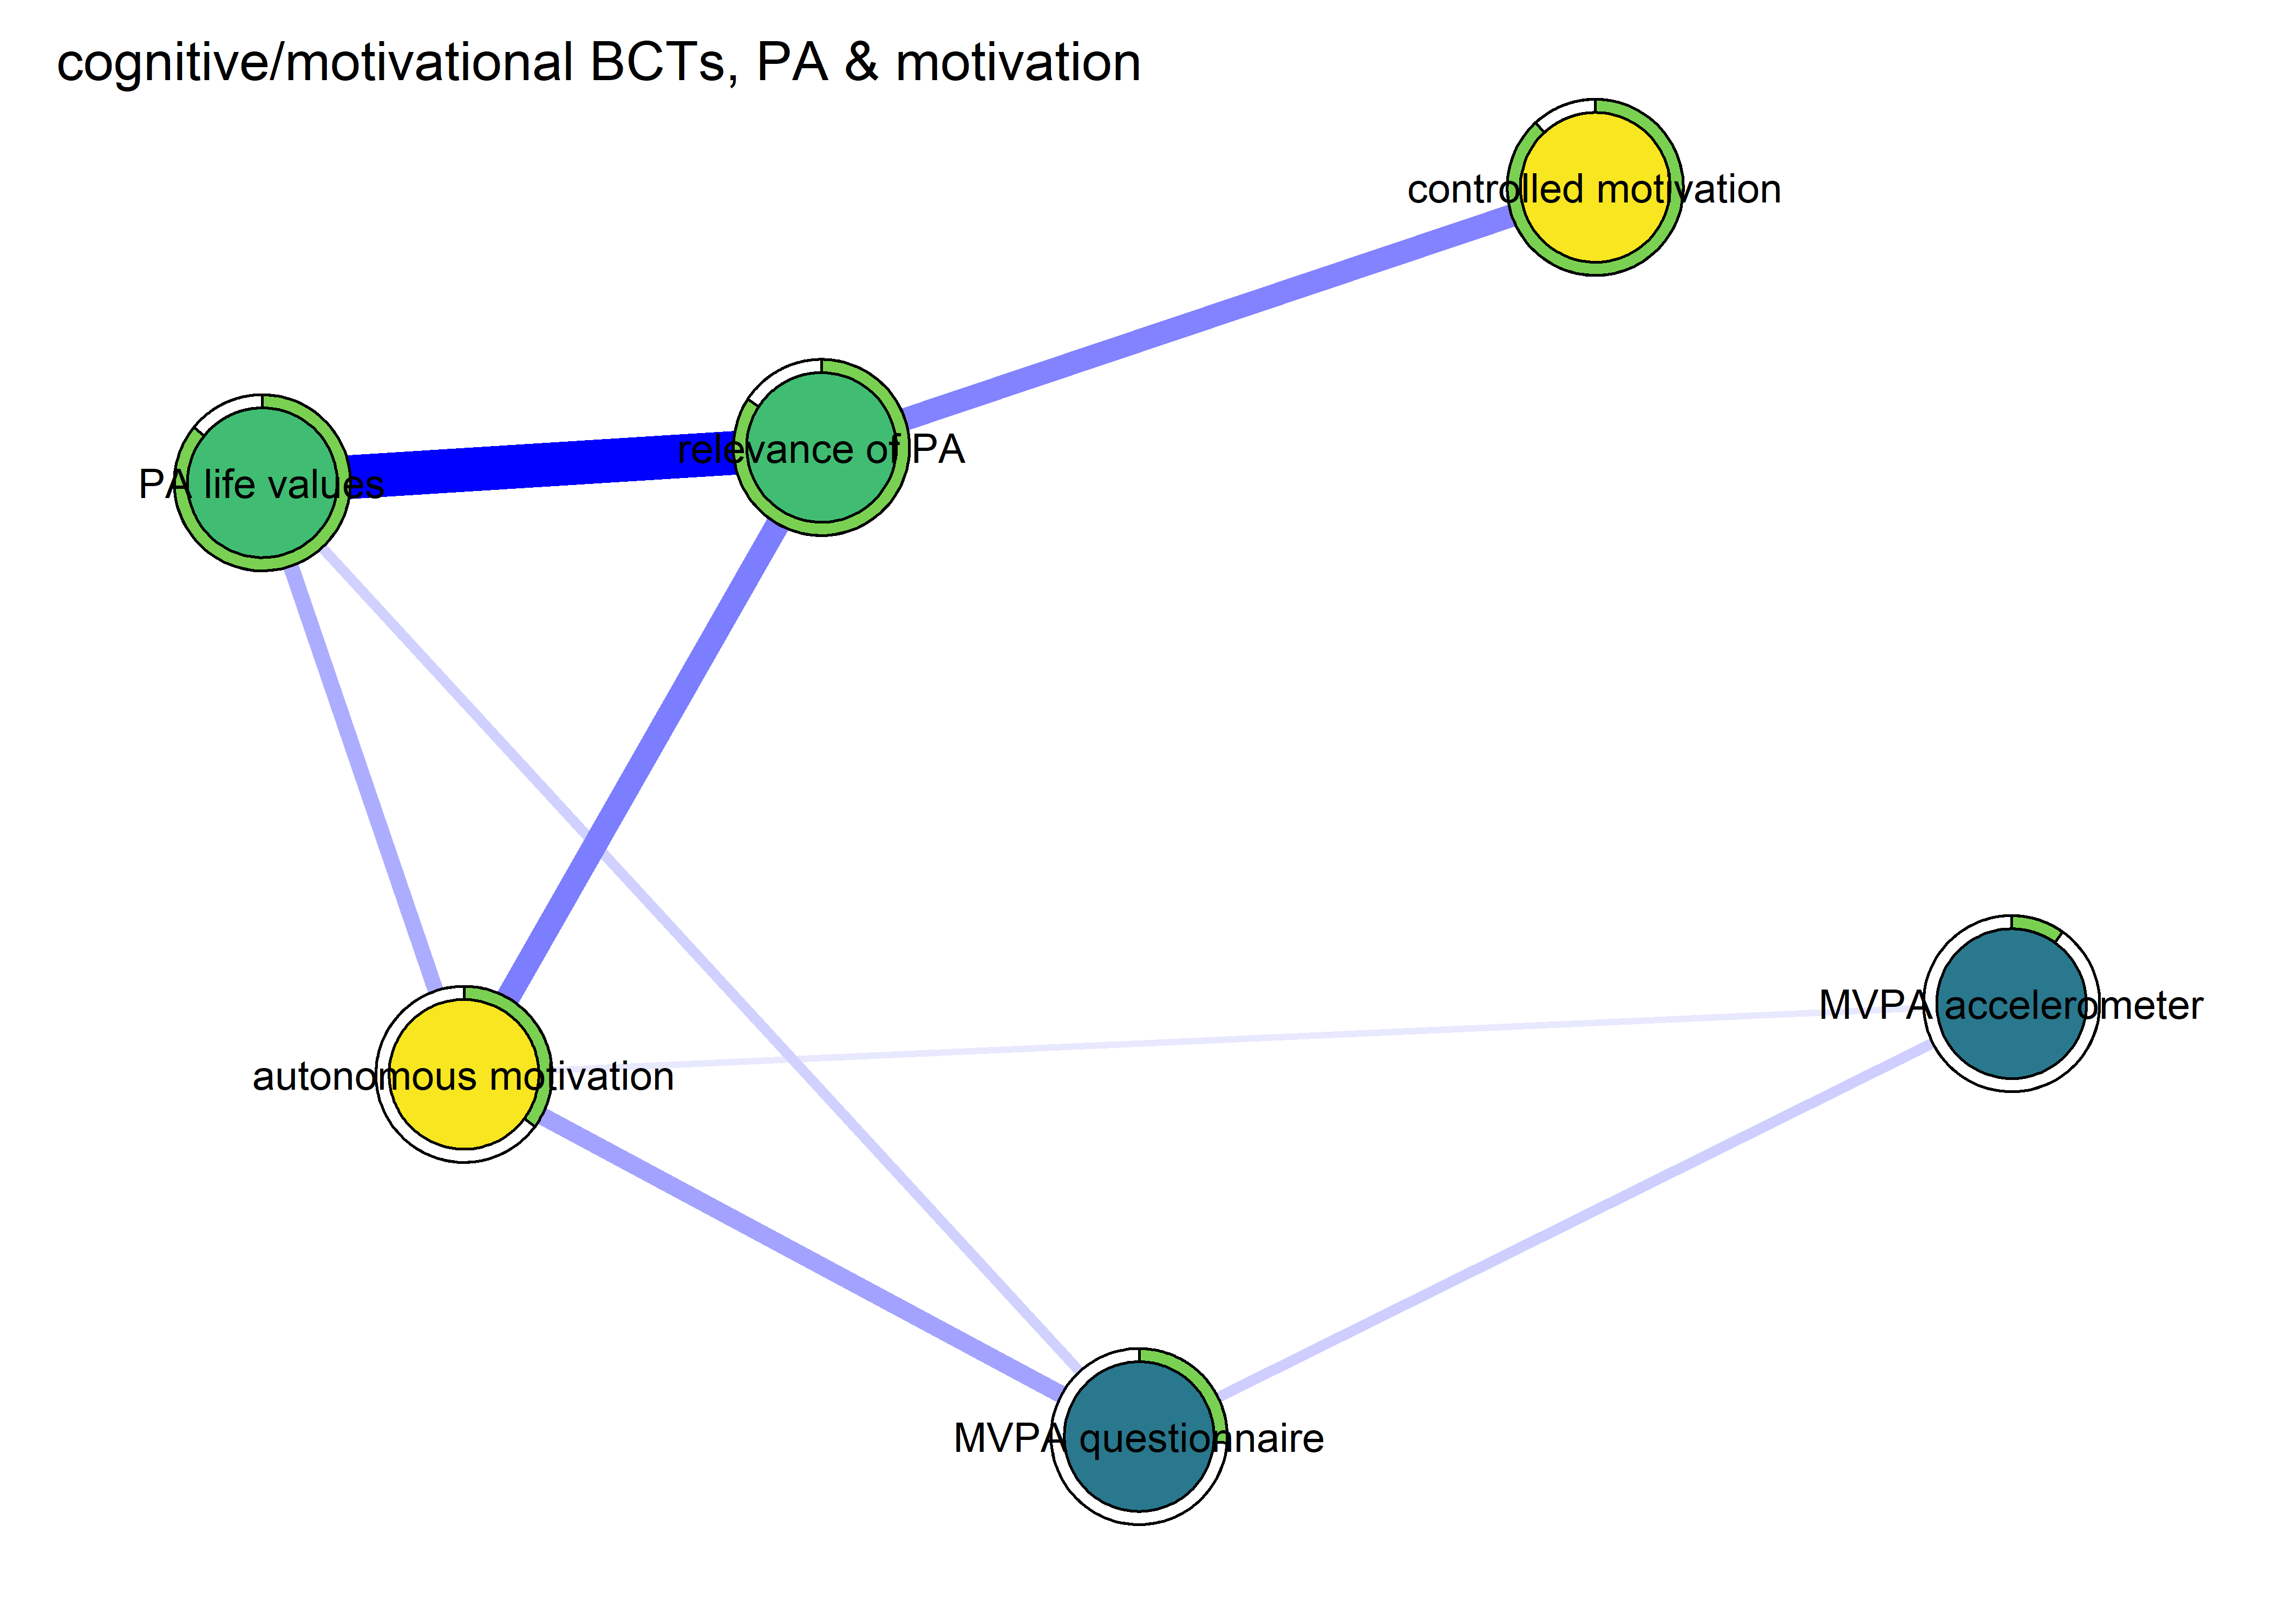 cognitive/motivational BCTs, PA & motivation
controlled motivation
relevance of PA
PA life values
MVPA accelerometer
autonomous motivation
MVPA questionnaire